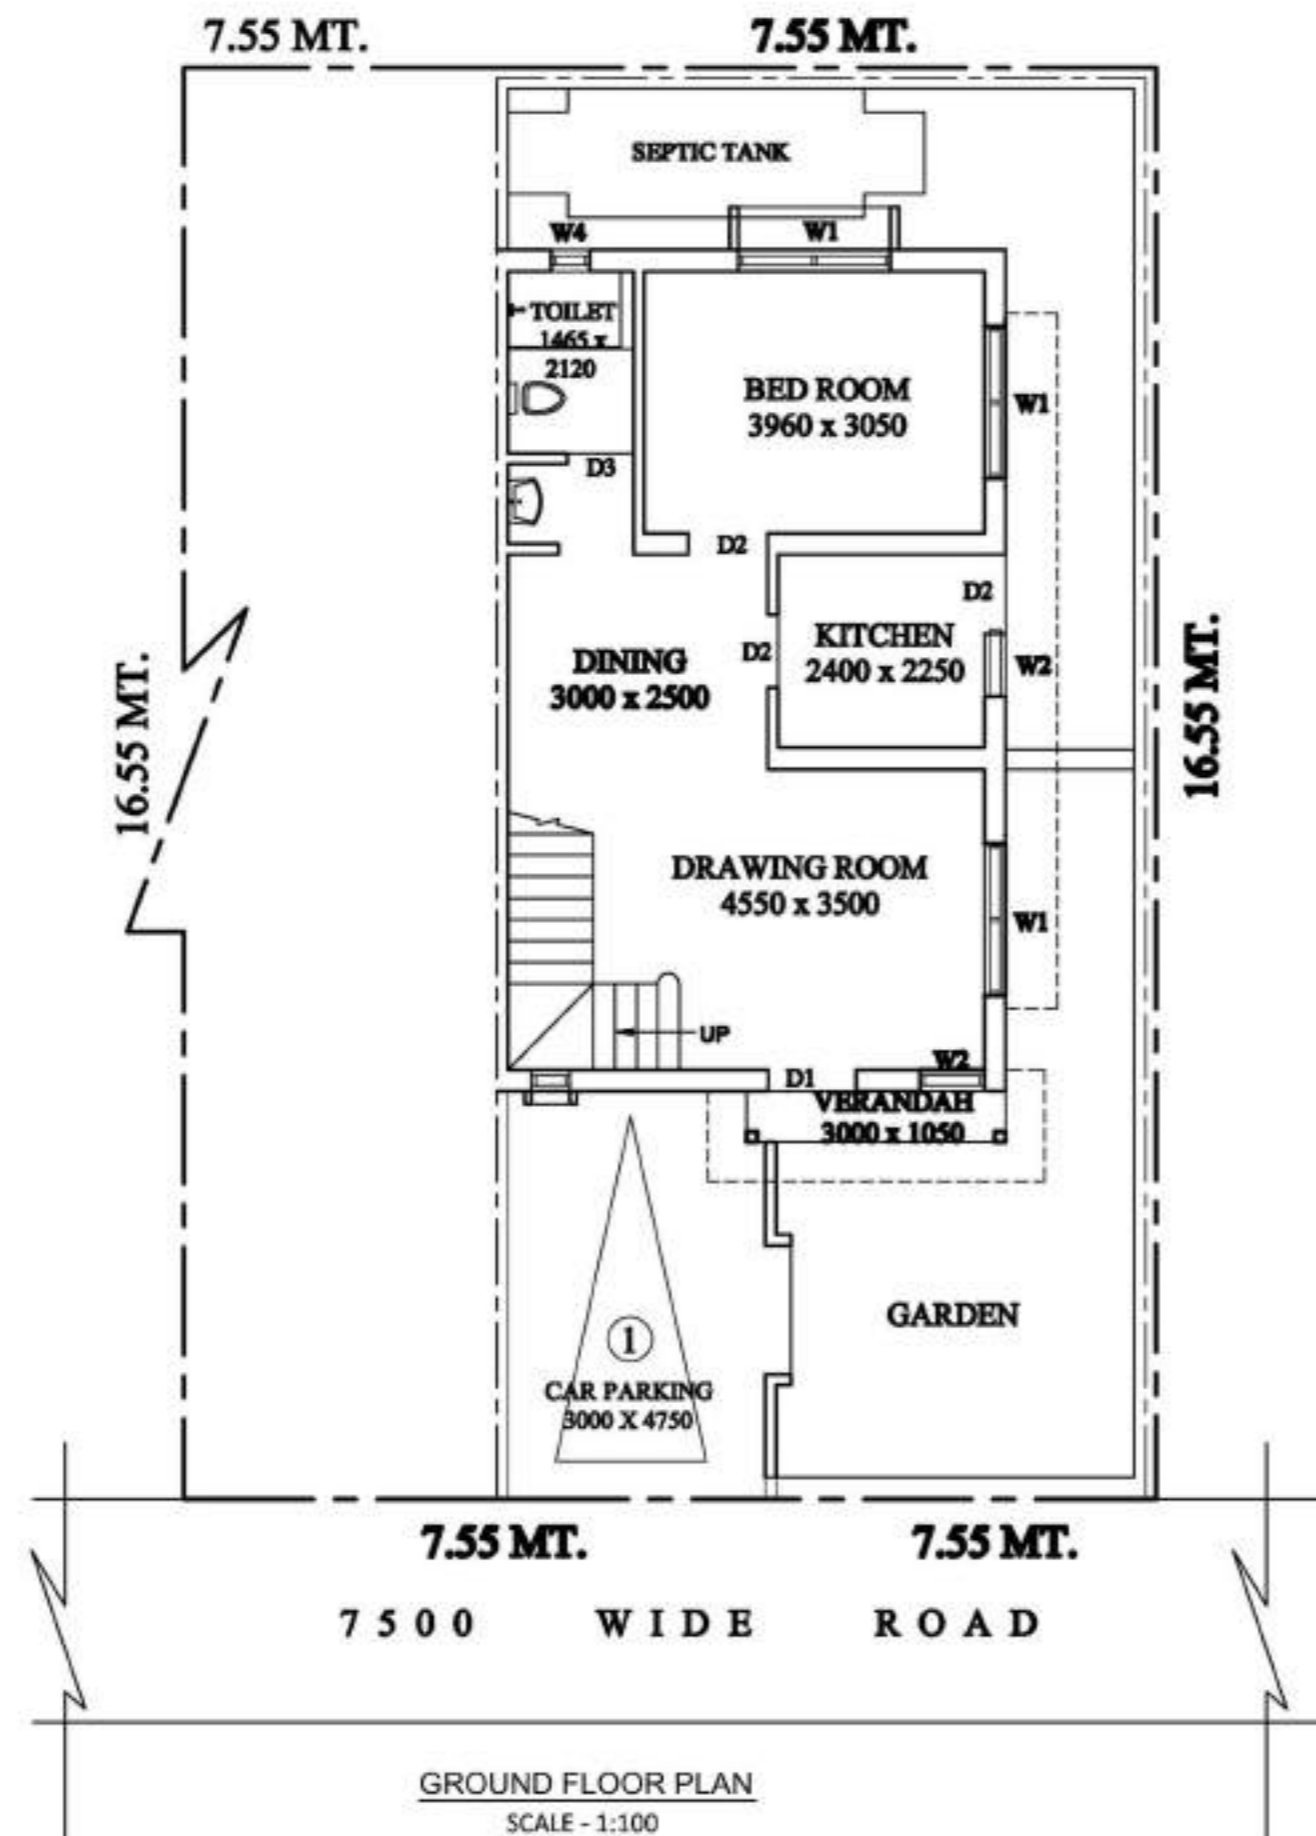 7.55 MT.
7.55 MT.
SEPTIC TANK
W4
W1
TOILET
1465 x
2120
BED ROOM
3960 x 3050
W1
D3
D2
D2
KITCHEN
2400 x 2250
D2
W2
DINING
3000 x 2500
16.55 MT.
16.55 MT.
DRAWING ROOM
4550 x 3500
W1
UP
W2
D1
VERANDAH
3000 x 1050
GARDEN
1
CAR PARKING
3000 X 4750
7.55 MT.
7.55 MT.
7500 WIDE ROAD
GROUND FLOOR PLAN
SCALE - 1:100